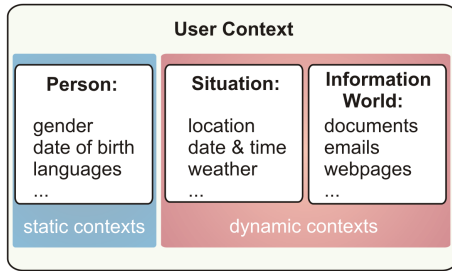 User Context
Person:
gender
date of birth
languages
...
static contexts
Situation:
location
date & time
weather
...
Information
World:
documents
emails
webpages
...
dynamic contexts